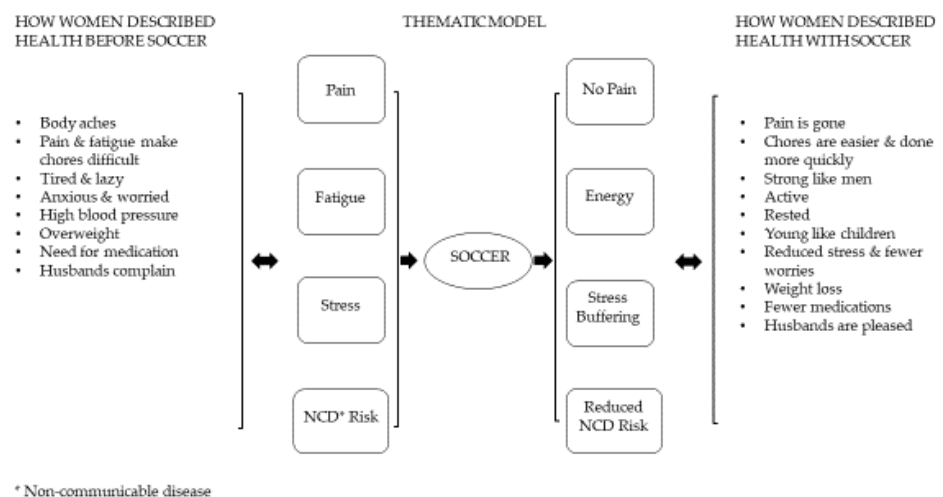 HOW WOMEN DESCRIBED
HEALTH BEFORE SOCCER
• Body aches
• Pain & fatigue make
chores difficult
• Tired & lazy
• Anxious & worried
• High blood pressure
• Overweight
• Need for medication
• Husbands complain
THEMATIC MODEL
Pain
Fatigue
Stress
NCD* Risk
SOCCER
No Pain
Energy
Stress
Buffering
Reduced
NCD Risk
HOW WOMEN DESCRIBED
HEALTH WITH SOCCER
• Pain is gone
• Chores are easier & done
more quickly
• Strong like men
• Active
• Rested
• Young like children
• Reduced stress & fewer
worries
• Weight loss
• Fewer medications
• Husbands are pleased
* Non-communicable disease